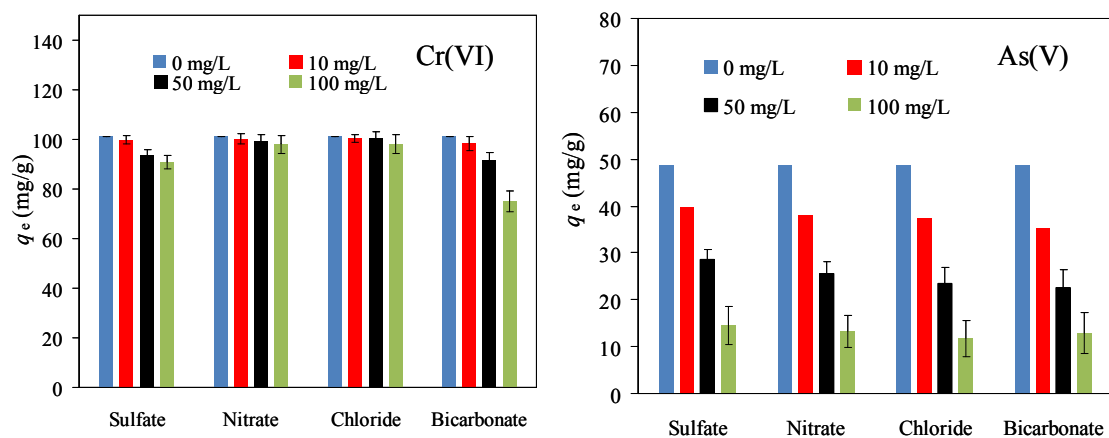 140
120
100
80
60
40
20
0
q e (mg/g)
Cr(VI)
0 mg/L
10 mg/L
50 mg/L
100 mg/L
Sulfate
Nitrate
Chloride
Bicarbonate
80
70
60
50
40
30
20
10
0
q e (mg/g)
As(V)
0 mg/L
10 mg/L
50 mg/L
100 mg/L
Sulfate
Nitrate
Chloride
Bicarbonate